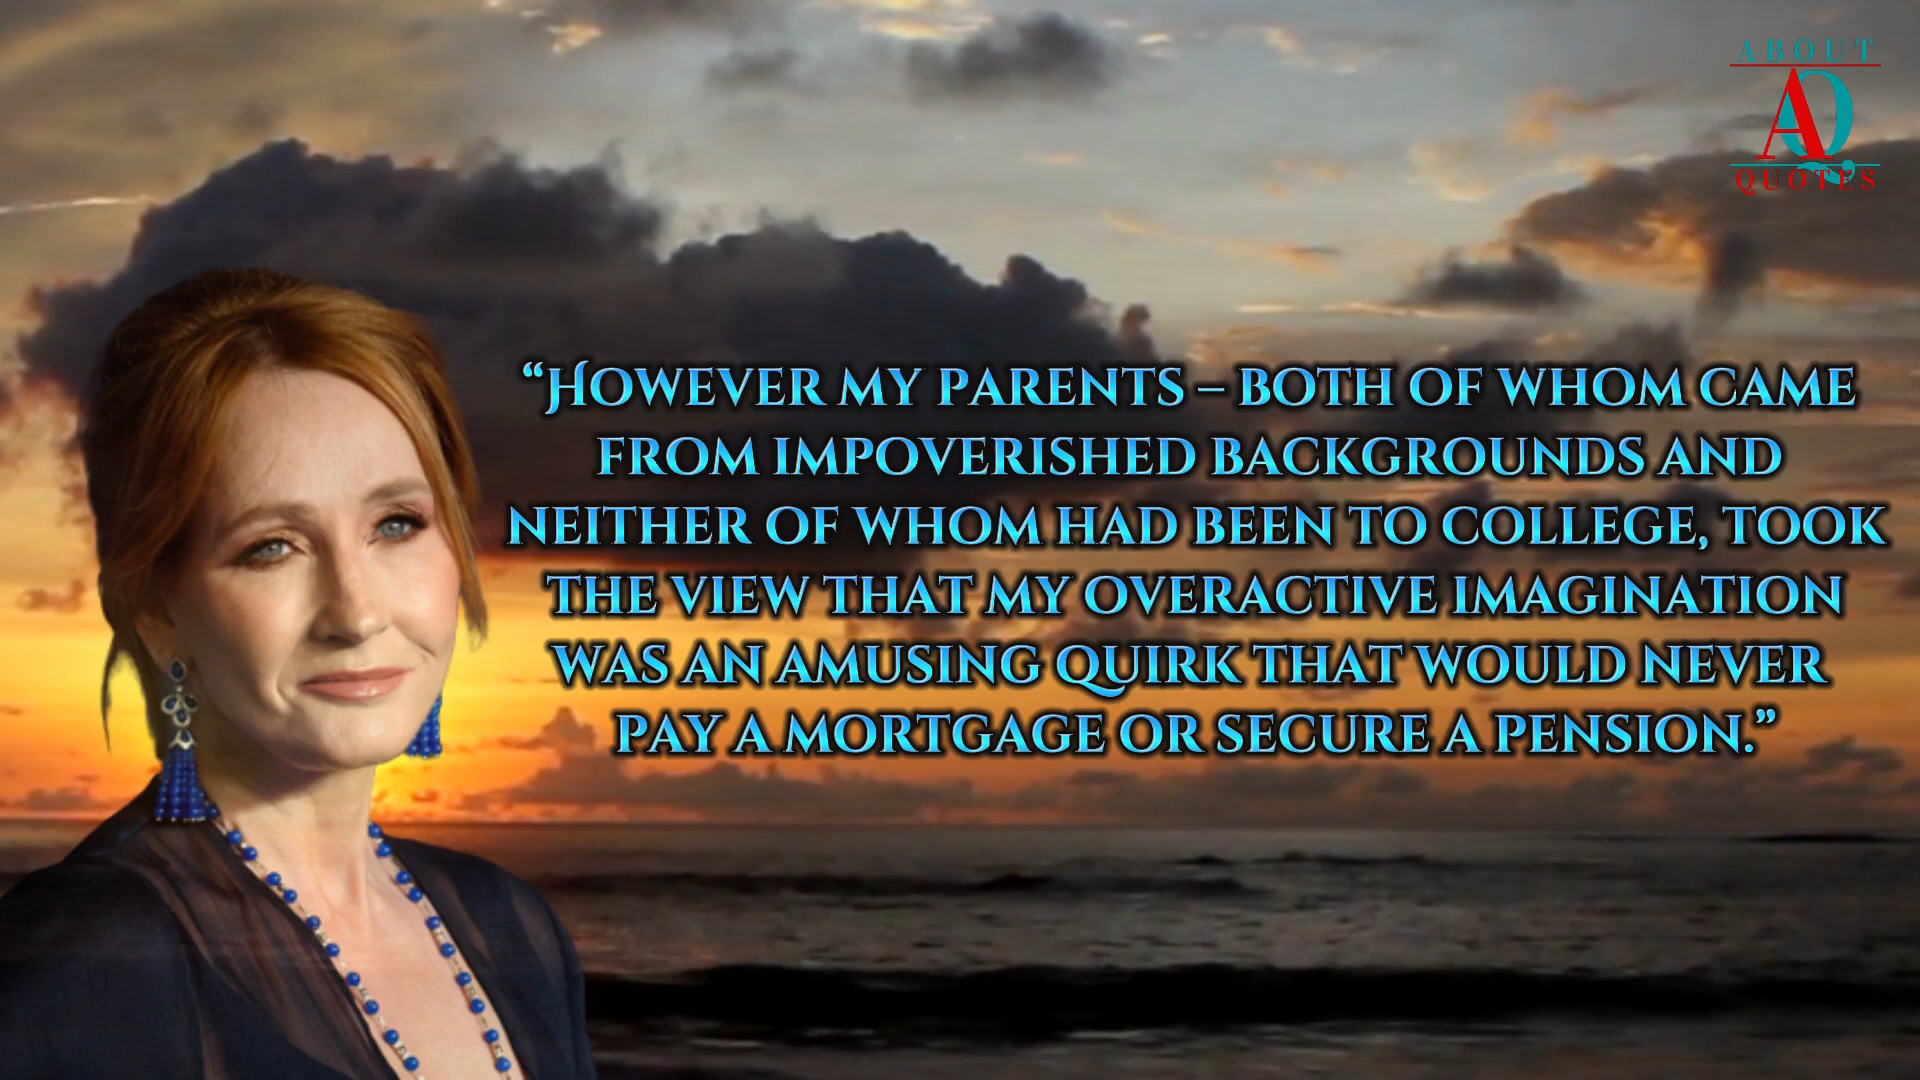 ABOUT
AQ
QUOTES
“HOWEVER MY PARENTS – BOTH OF WHOM CAME
FROM IMPOVERISHED BACKGROUNDS AND
NEITHER OF WHOM HAD BEEN TO COLLEGE, TOOK
THE VIEW THAT MY OVERACTIVE IMAGINATION
WAS AN AMUSING QUIRK THAT WOULD NEVER
PAY A MORTGAGE OR SECURE A PENSION.”